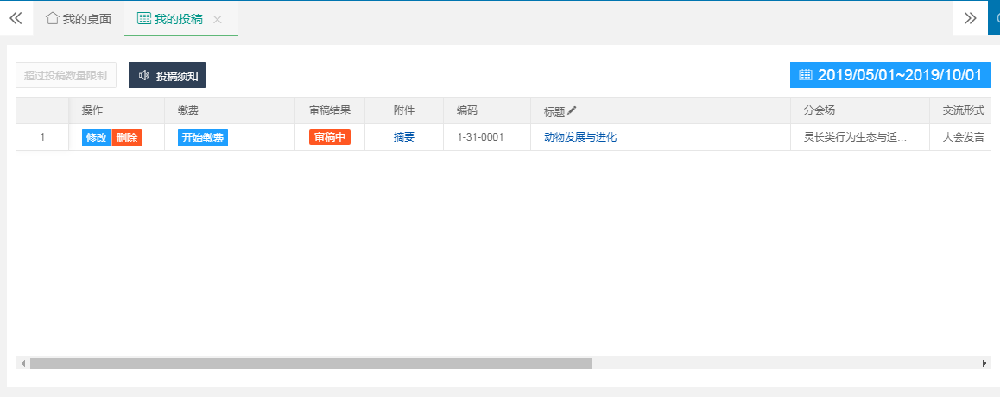 我的桌面 我的投稿
超过投稿数量限制 投稿须知 2019/05/01~2019/10/01
操作 缴费 审稿结果 附件 编码 标题 分会场 交流形式
1 修改 删除 开始缴费 审稿中 摘要 1-31-0001 动物发展与进化 灵长类行为生态与适... 大会发言